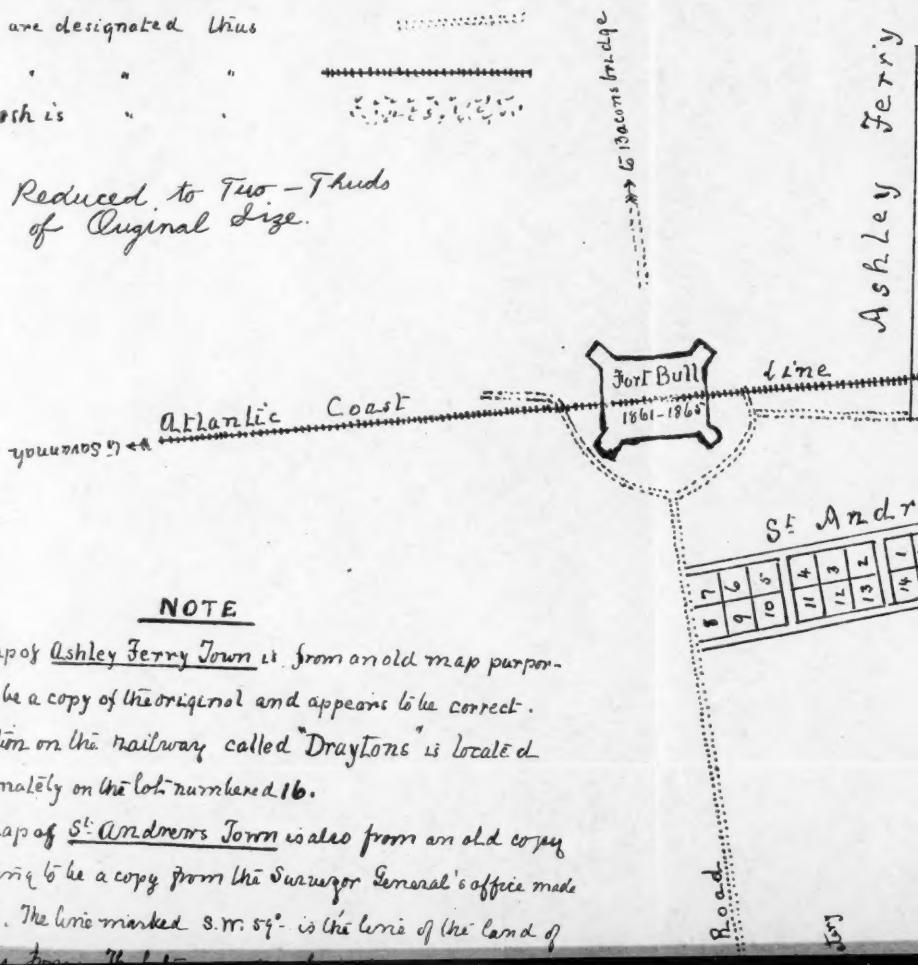 are designated thus
" " "
osh is " "
Reduced to Two-Thirds
of Original Size.
to Bacons bridge
Ashley Ferry
Fort Bull
1861-1865
Atlantic Coast Line
to Savannah
St Andr
7 6 5 4 3 2 1
8 9 10 11 12 13 14
NOTE
ap of Ashley Ferry Town is from an old map purpor-
be a copy of the original and appears to be correct.
tion on the railway called "Draytons" is located
mately on the lot numbered 16.
ap of St. Andrews Town is also from an old copy
ing to be a copy from the Surveyor General's office made
. The line marked S.W. 59°- is the line of the land of
Road
tery